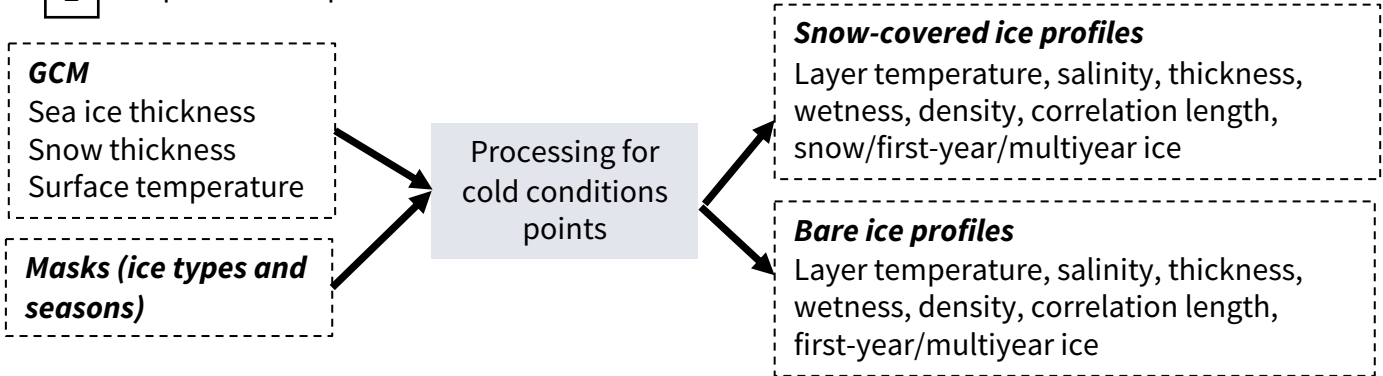 GCM
Sea ice thickness
Snow thickness
Surface temperature
Masks (ice types and
seasons)
Processing for
cold conditions
points
Snow-covered ice profiles
Layer temperature, salinity, thickness,
wetness, density, correlation length,
snow/first-year/multiyear ice
Bare ice profiles
Layer temperature, salinity, thickness,
wetness, density, correlation length,
first-year/multiyear ice